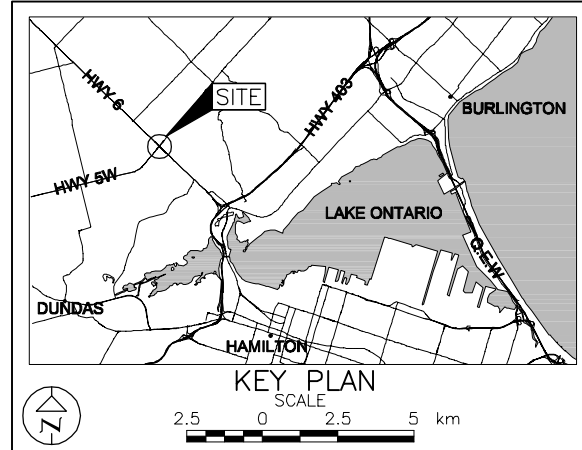 HWY 6
SITE
HWY 403
BURLINGTON
HWY 5W
LAKE ONTARIO
Q.E.W
DUNDAS
HAMILTON
KEY PLAN
SCALE
2.5 0 2.5 5 km
N